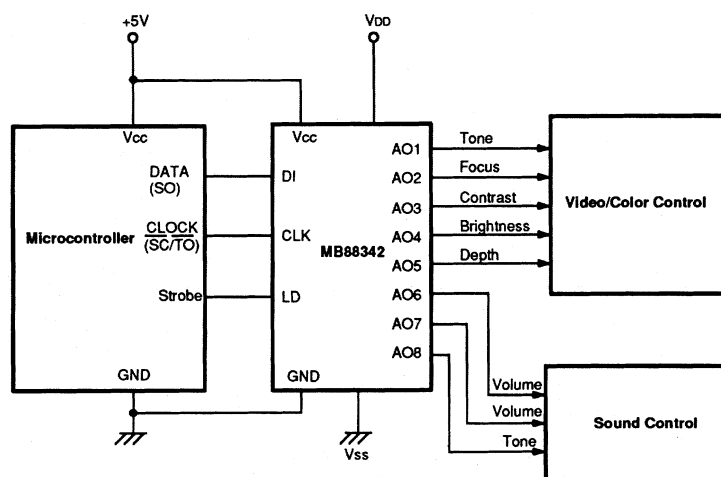 +5V
VDD
Vcc
Vcc
DATA
(SO)
DI
AO1
Tone
AO2
Focus
AO3
Contrast
Video/Color Control
Microcontroller
CLOCK
(SC/TO)
CLK
MB88342
AO4
Brightness
AO5
Depth
Strobe
LD
AO6
AO7
AO8
GND
GND
Volume
Volume
Sound Control
Tone
Vss